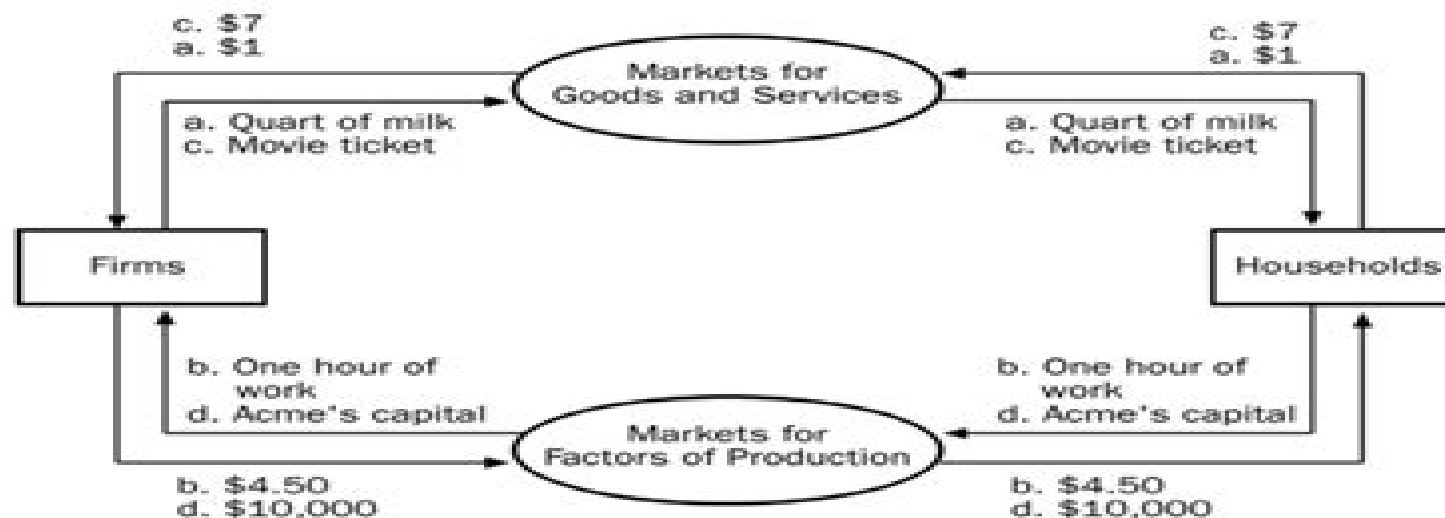 c. $7
a. $1
c. $7
a. $1
Markets for
Goods and Services
a. Quart of milk
c. Movie ticket
a. Quart of milk
c. Movie ticket
Firms
Households
b. One hour of
work
d. Acme's capital
b. One hour of
work
d. Acme's capital
Markets for
Factors of Production
b. $4.50
d. $10,000
b. $4.50
d. $10,000